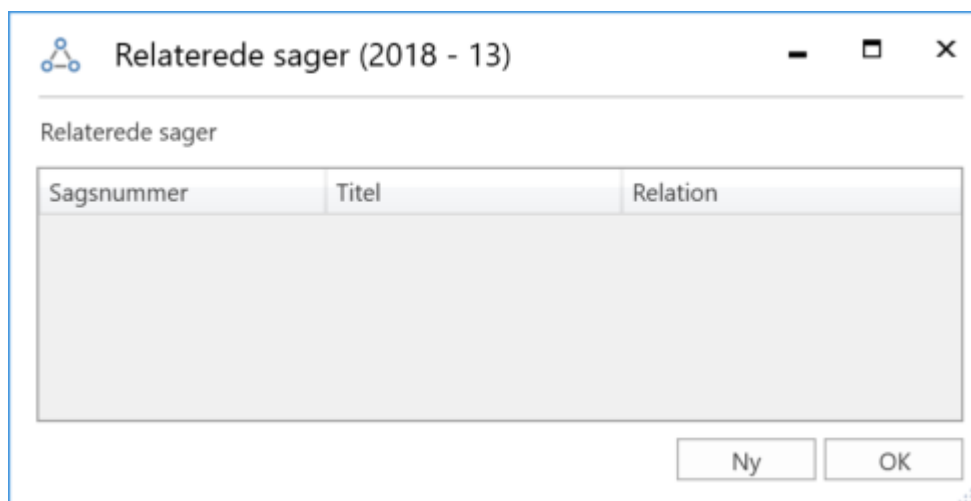 Relaterede sager (2018 - 13)
Relaterede sager
Sagsnummer Titel Relation
Ny OK